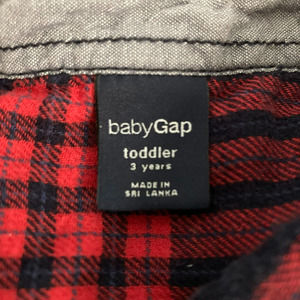 babyGap
toddler
3 years
MADE IN
SRI LANKA